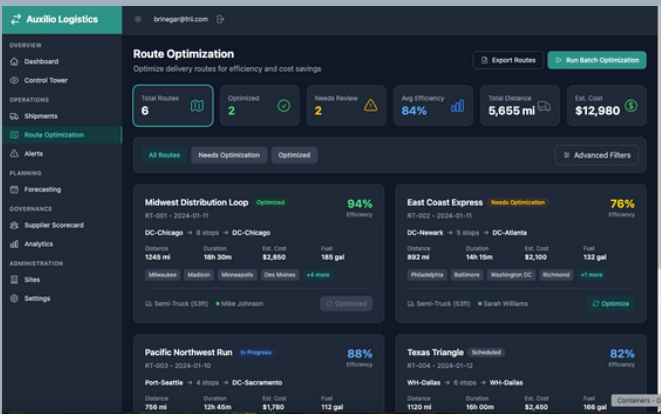 Auxilio Logistics
brinegar@fril.com
OVERVIEW
Dashboard
Control Tower
OPERATIONS
Shipments
Route Optimization
Alerts
PLANNING
Forecasting
GOVERNANCE
Supplier Scorecard
Analytics
ADMINISTRATION
Sites
Settings
Route Optimization
Optimize delivery routes for efficiency and cost savings
Export Routes
Run Batch Optimization
Total Routes
6
Optimized
2
Needs Review
2
Avg Efficiency
84%
Total Distance
5,655 mi
Est. Cost
$12,980
All Routes
Needs Optimization
Optimized
Advanced Filters
Midwest Distribution Loop Optimized 94%
RT-001 • 2024-01-11 Efficiency
DC-Chicago → 8 stops → DC-Chicago
Distance Duration Est. Cost Fuel
1245 mi 18h 30m $2,850 185 gal
Milwaukee Madison Minneapolis Des Moines +4 more
Semi-Truck (53ft) Mike Johnson Optimized
East Coast Express Needs Optimization 76%
RT-002 • 2024-01-11 Efficiency
DC-Newark → 5 stops → DC-Atlanta
Distance Duration Est. Cost Fuel
892 mi 14h 15m $2,100 132 gal
Philadelphia Baltimore Washington DC Richmond +1 more
Semi-Truck (53ft) Sarah Williams Optimize
Pacific Northwest Run In Progress 88%
RT-003 • 2024-01-10 Efficiency
Port-Seattle → 4 stops → DC-Sacramento
Distance Duration Est. Cost Fuel
756 mi 12h 45m $1,780 112 gal
Texas Triangle Scheduled 82%
RT-004 • 2024-01-12 Efficiency
WH-Dallas → 6 stops → WH-Dallas
Distance Duration Est. Cost Fuel
1120 mi 16h 00m $2,450 166 gal
Containers - D